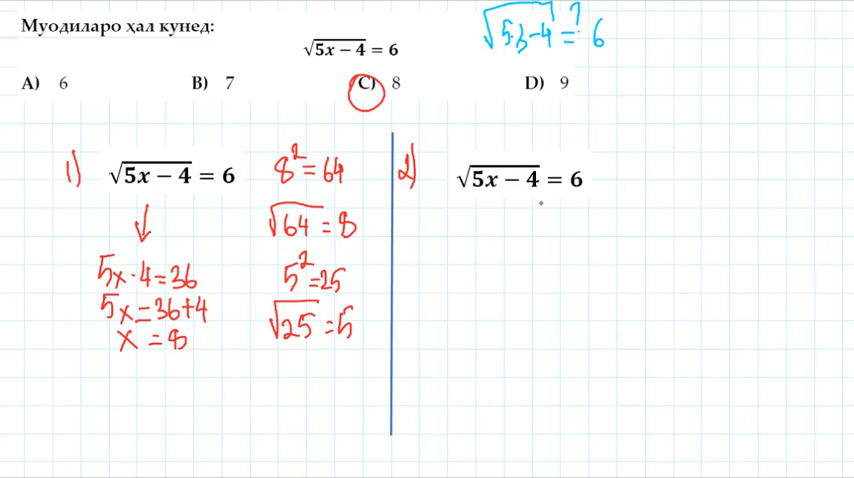 Муодиларо ҳал кунед:
√5x − 4 = 6
√5·8-4 =? 6
A) 6 B) 7 C) 8 D) 9
1) √5x − 4 = 6
8² = 64
√64 = 8
5x - 4 = 36
5² = 25
5x = 36+4
√25 = 5
x = 8
2) √5x − 4 = 6